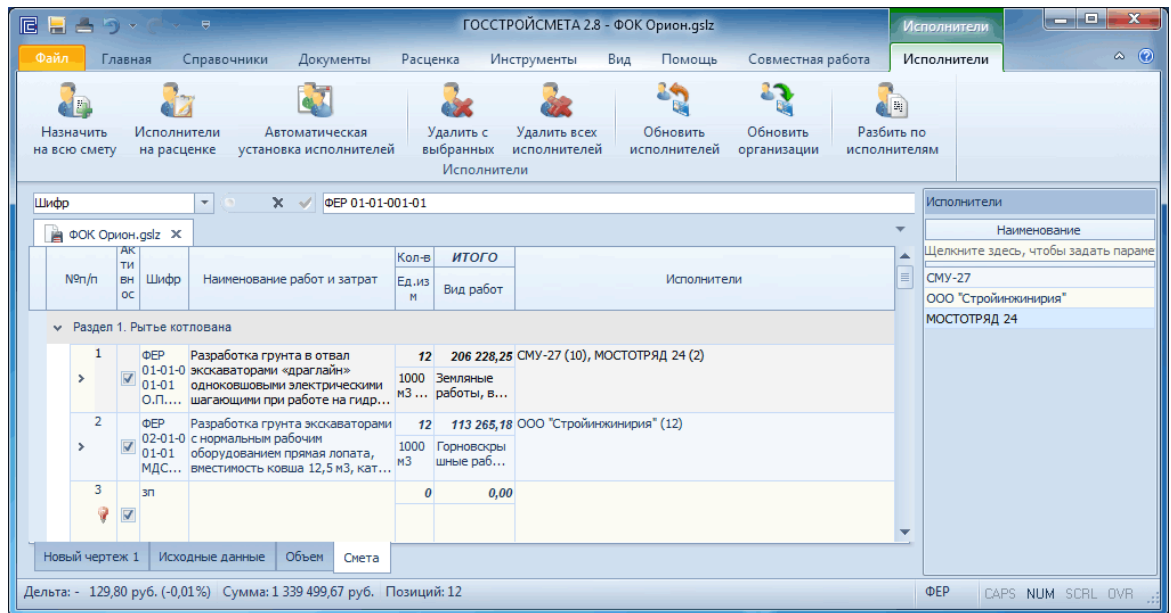 ГОССТРОЙСМЕТА 2.8 - ФОК Орион.gslz
Исполнители
Файл Главная Справочники Документы Расценка Инструменты Вид Помощь Совместная работа Исполнители
Назначить на всю смету
Исполнители на расценке
Автоматическая установка исполнителей
Удалить с выбранных
Удалить всех исполнителей
Обновить исполнителей
Обновить организации
Разбить по исполнителям
Исполнители
Шифр
ФЕР 01-01-001-01
ФОК Орион.gslz
№п/п
АК
ТИ
ВН
ОС
Шифр
Наименование работ и затрат
Кол-в
Ед.из
м
ИТОГО
Вид работ
Исполнители
Раздел 1. Рытье котлована
1
ФЕР
01-01-0
01-01
О.П....
Разработка грунта в отвал
экскаваторами «драглайн»
одноковшовыми электрическими
шагающими при работе на гидр...
12
1000
м3 ...
206 228,25
Земляные
работы, в...
СМУ-27 (10), МОСТОТРЯД 24 (2)
2
ФЕР
02-01-0
01-01
МДС...
Разработка грунта экскаваторами
с нормальным рабочим
оборудованием прямая лопата,
вместимость ковша 12,5 м3, кат...
12
1000
м3
113 265,18
Горновскры
шные раб...
ООО "Стройинжинирия" (12)
3
зп
0
0,00
Исполнители
Наименование
Щелкните здесь, чтобы задать параме
СМУ-27
ООО "Стройинжинирия"
МОСТОТРЯД 24
Новый чертеж 1 Исходные данные Объем Смета
Дельта: - 129,80 руб. (-0,01%) Сумма: 1 339 499,67 руб. Позиций: 12
ФЕР CAPS NUM SCRL OVR